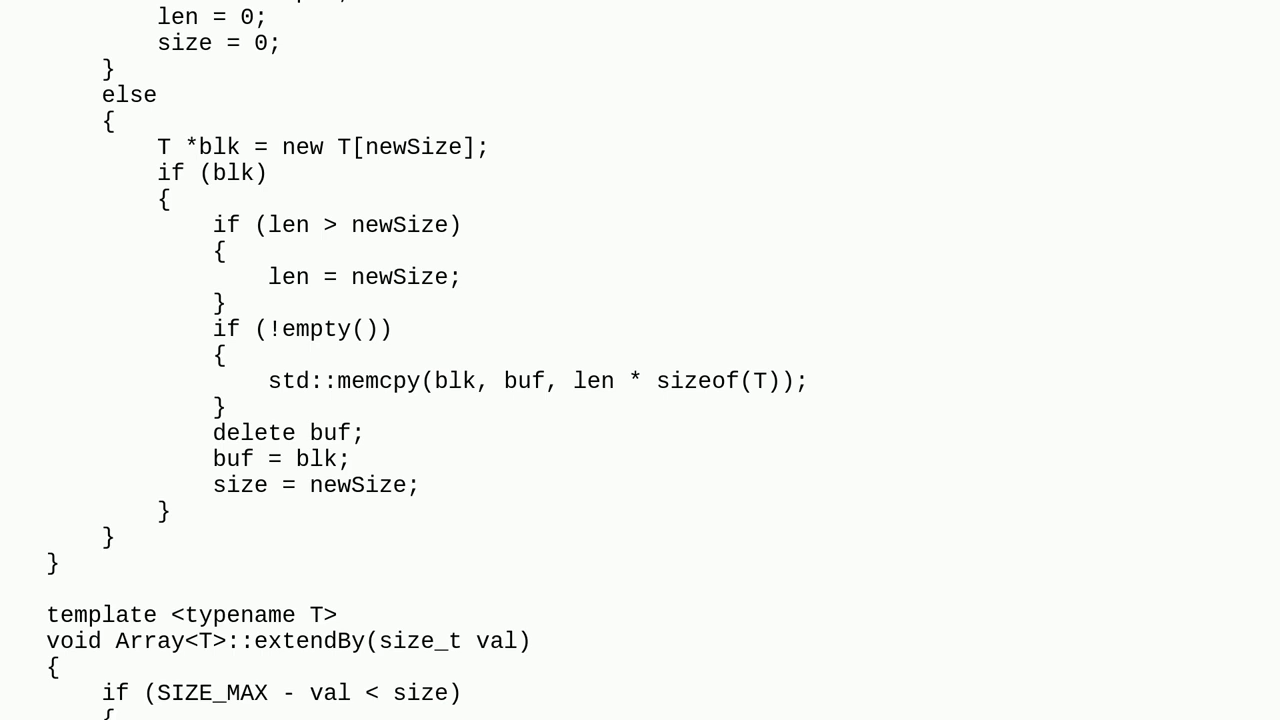 len = 0;
size = 0;
}
else
{
T *blk = new T[newSize];
if (blk)
{
if (len > newSize)
{
len = newSize;
}
if (!empty())
{
std::memcpy(blk, buf, len * sizeof(T));
}
delete buf;
buf = blk;
size = newSize;
}
}
}
template <typename T>
void Array<T>::extendBy(size_t val)
{
if (SIZE_MAX - val < size)
{